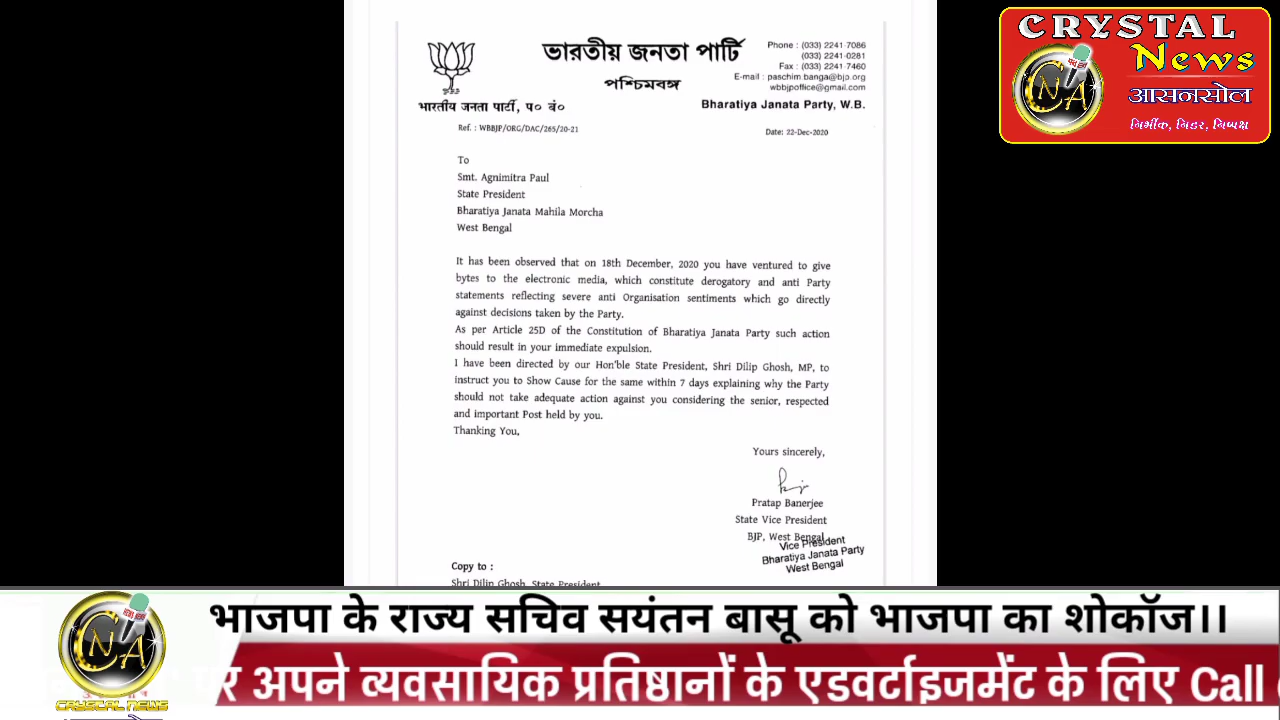 ভারতীয় জনতা পার্টি
পশ্চিমবঙ্গ
भारतीय जनता पार्टी, प० बं०
Phone : (033) 2241-7086
(033) 2241-0281
Fax : (033) 2241-7460
E-mail : paschim.banga@bjp.org
wbbjpoffice@gmail.com
Bharatiya Janata Party, W.B.
Ref. : WBBJP/ORG/DAC/265/20-21
Date: 22-Dec-2020
To
Smt. Agnimitra Paul
State President
Bharatiya Janata Mahila Morcha
West Bengal
It has been observed that on 18th December, 2020 you have ventured to give
bytes to the electronic media, which constitute derogatory and anti Party
statements reflecting severe anti Organisation sentiments which go directly
against decisions taken by the Party.
As per Article 25D of the Constitution of Bharatiya Janata Party such action
should result in your immediate expulsion.
I have been directed by our Hon'ble State President, Shri Dilip Ghosh, MP, to
instruct you to Show Cause for the same within 7 days explaining why the Party
should not take adequate action against you considering the senior, respected
and important Post held by you.
Thanking You,
Yours sincerely,
Pratap Banerjee
State Vice President
BJP, West Bengal
Vice President
Bharatiya Janata Party
West Bengal
Copy to :
Shri Dilip Ghosh, State President
CRYSTAL
News
CNA
आसनसोल
निर्भीक, निडर, निष्पक्ष
भाजपा के राज्य सचिव सयंतन बासू को भाजपा का शोकॉज।।
पर अपने व्यवसायिक प्रतिष्ठानों के एडवर्टाइजमेंट के लिए Call
CNA
CRYSTAL NEWS